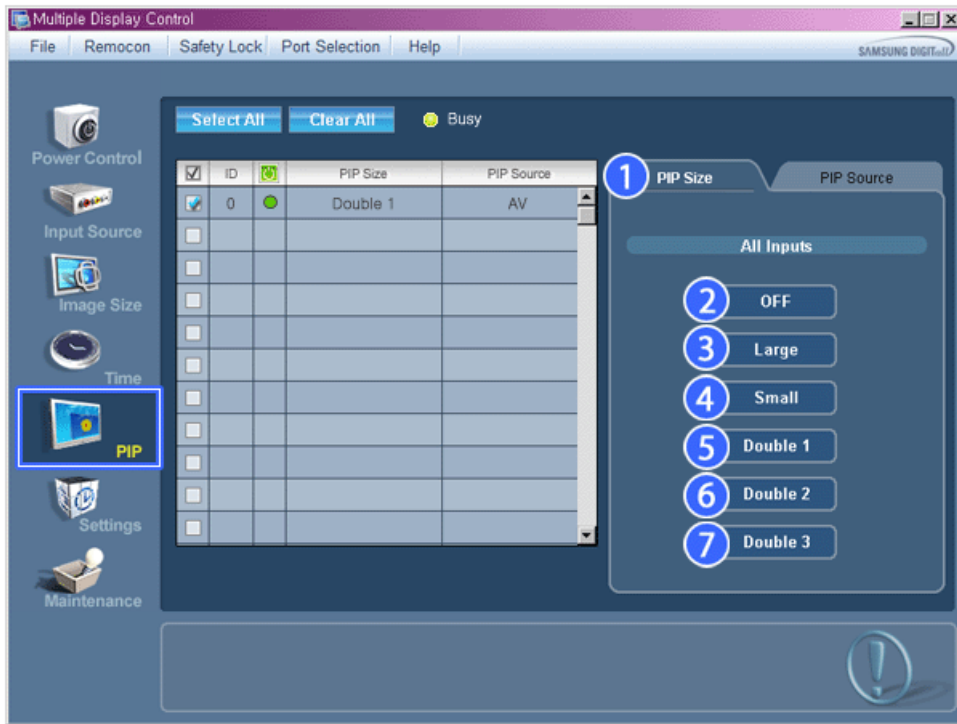 Multiple Display Control
File Remocon Safety Lock Port Selection Help
SAMSUNG DIGITall
Power Control
Input Source
Image Size
Time
PIP
Settings
Maintenance
Select All Clear All Busy
ID PIP Size PIP Source
0 Double 1 AV
1 PIP Size PIP Source
All Inputs
2 OFF
3 Large
4 Small
5 Double 1
6 Double 2
7 Double 3